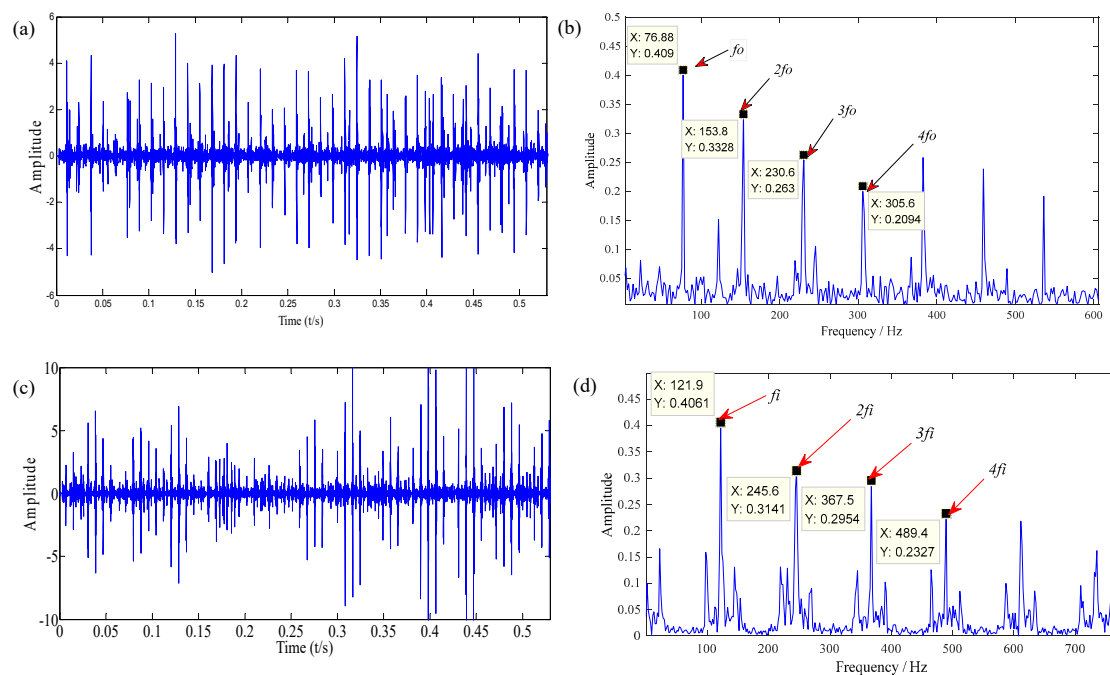 (a)
6
4
2
0
2
4
6
Amplitude
0
0.05
0.1
0.15
0.2
0.25
0.3
0.35
0.4
0.45
0.5
Time (t/s)
(b)
0.5
0.45
0.4
0.35
0.3
0.25
0.2
0.15
0.1
0.05
Amplitude
X: 76.88
Y: 0.409
fo
2fo
X: 153.8
Y: 0.3328
3fo
X: 230.6
Y: 0.263
4fo
X: 305.6
Y: 0.2094
100
200
300
400
500
600
Frequency / Hz
(c)
10
5
0
-5
-10
Amplitude
0
0.05
0.1
0.15
0.2
0.25
0.3
0.35
0.4
0.45
0.5
Time (t/s)
(d)
0.45
0.4
0.35
0.3
0.25
0.2
0.15
0.1
0.05
0
Amplitude
X: 121.9
Y: 0.4061
fi
2fi
X: 245.6
Y: 0.3141
3fi
X: 367.5
Y: 0.2954
4fi
X: 489.4
Y: 0.2327
100
200
300
400
500
600
700
Frequency / Hz